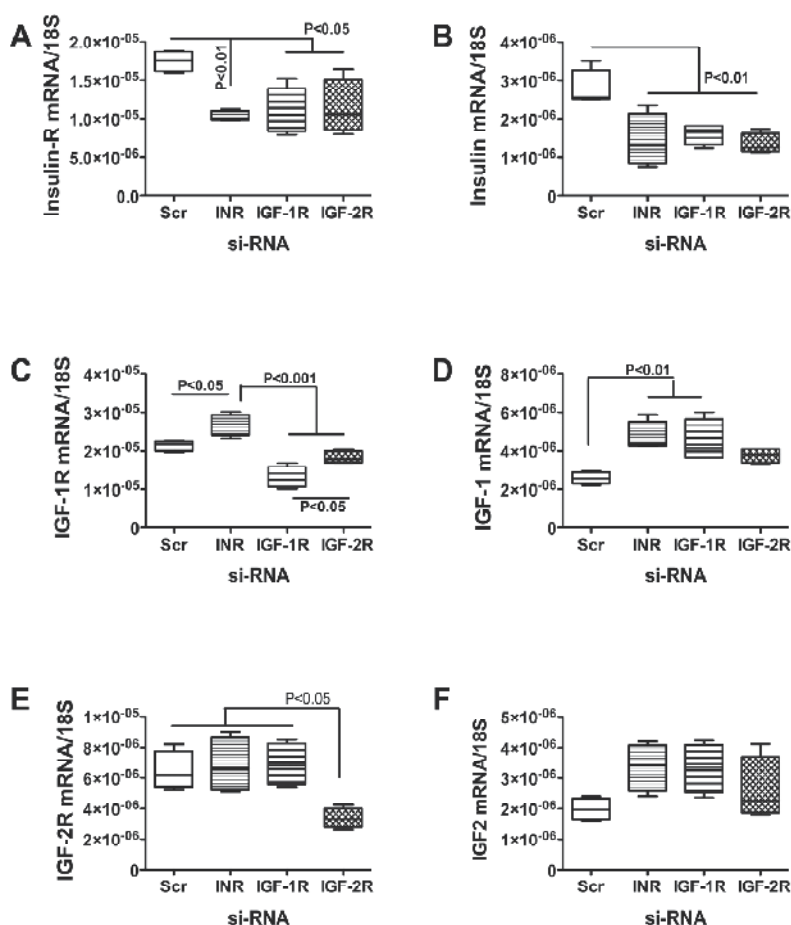 A
Insulin-R mRNA/18S
2.0×10⁻⁰⁵
1.5×10⁻⁰⁵
1.0×10⁻⁰⁵
5.0×10⁻⁰⁶
0.0
P<0.05
P<0.01
Scr INR IGF-1R IGF-2R
si-RNA
B
Insulin mRNA/18S
4×10⁻⁰⁶
3×10⁻⁰⁶
2×10⁻⁰⁶
1×10⁻⁰⁶
0
P<0.01
Scr INR IGF-1R IGF-2R
si-RNA
C
IGF-1R mRNA/18S
4×10⁻⁰⁵
3×10⁻⁰⁵
2×10⁻⁰⁵
1×10⁻⁰⁵
0
P<0.05
P<0.001
P<0.05
Scr INR IGF-1R IGF-2R
si-RNA
D
IGF-1 mRNA/18S
8×10⁻⁰⁶
6×10⁻⁰⁶
4×10⁻⁰⁶
2×10⁻⁰⁶
0
P<0.01
Scr INR IGF-1R IGF-2R
si-RNA
E
IGF-2R mRNA/18S
1×10⁻⁰⁵
8×10⁻⁰⁶
6×10⁻⁰⁶
4×10⁻⁰⁶
2×10⁻⁰⁶
0
P<0.05
Scr INR IGF-1R IGF-2R
si-RNA
F
IGF2 mRNA/18S
5×10⁻⁰⁶
4×10⁻⁰⁶
3×10⁻⁰⁶
2×10⁻⁰⁶
1×10⁻⁰⁶
0
Scr INR IGF-1R IGF-2R
si-RNA